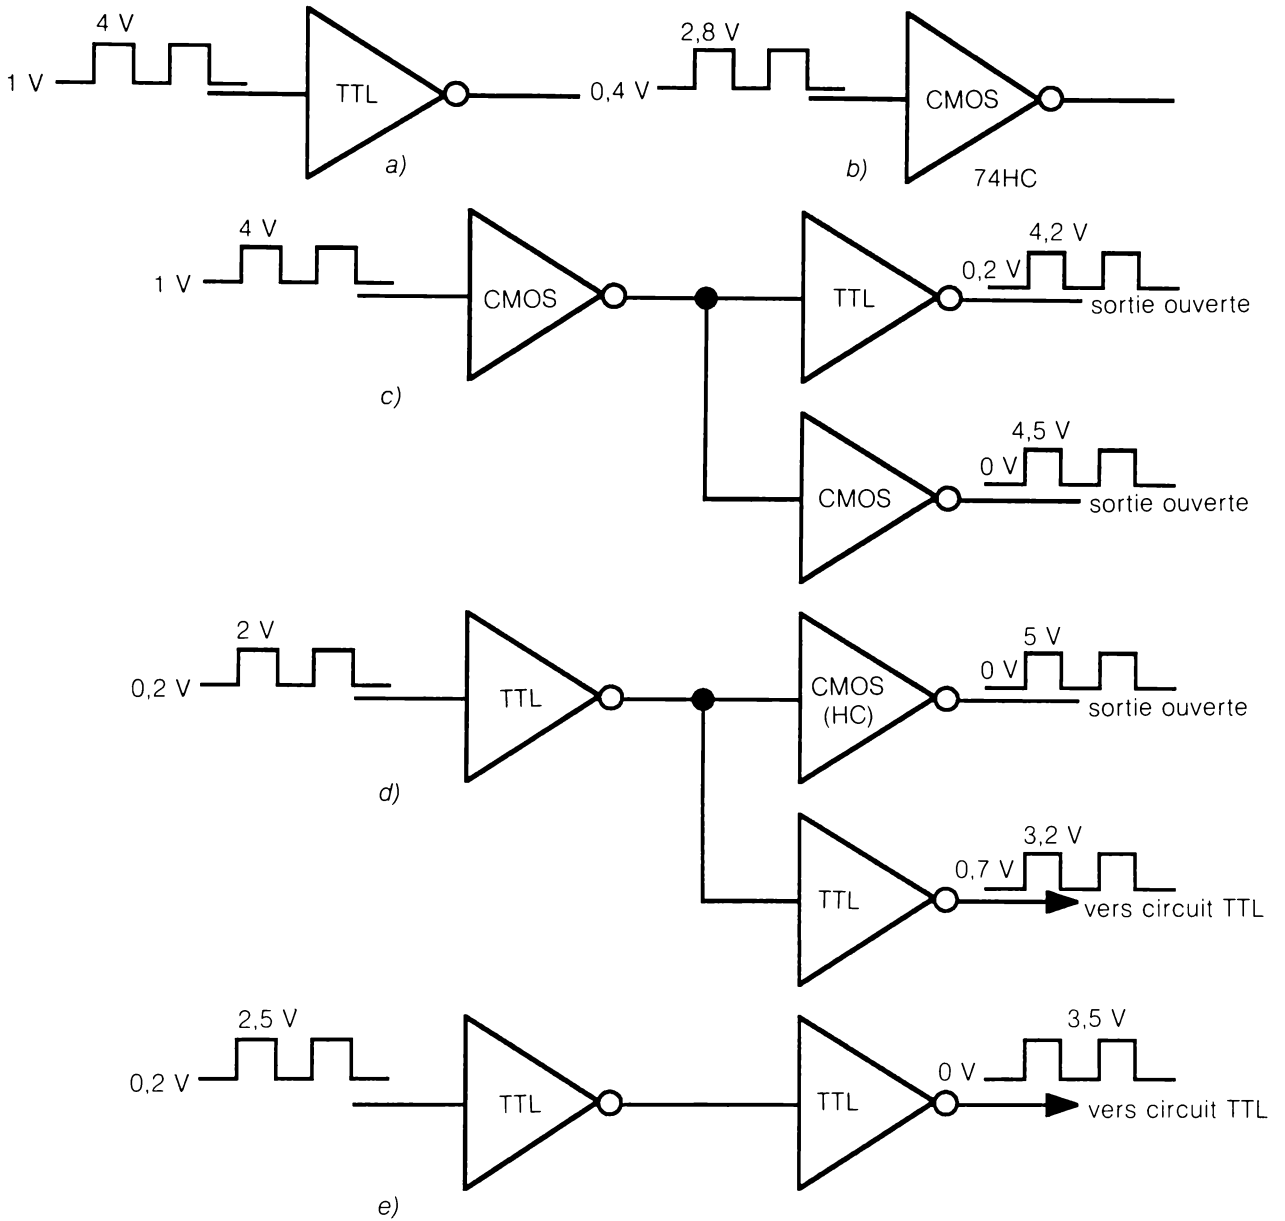 4 V
1 V
TTL
a)
2,8 V
0,4 V
CMOS
b)
74HC
4 V
1 V
CMOS
c)
TTL
4,2 V
0,2 V
sortie ouverte
CMOS
4,5 V
0 V
sortie ouverte
2 V
0,2 V
TTL
d)
CMOS
(HC)
5 V
0 V
sortie ouverte
TTL
3,2 V
0,7 V
vers circuit TTL
2,5 V
0,2 V
TTL
e)
TTL
3,5 V
0 V
vers circuit TTL